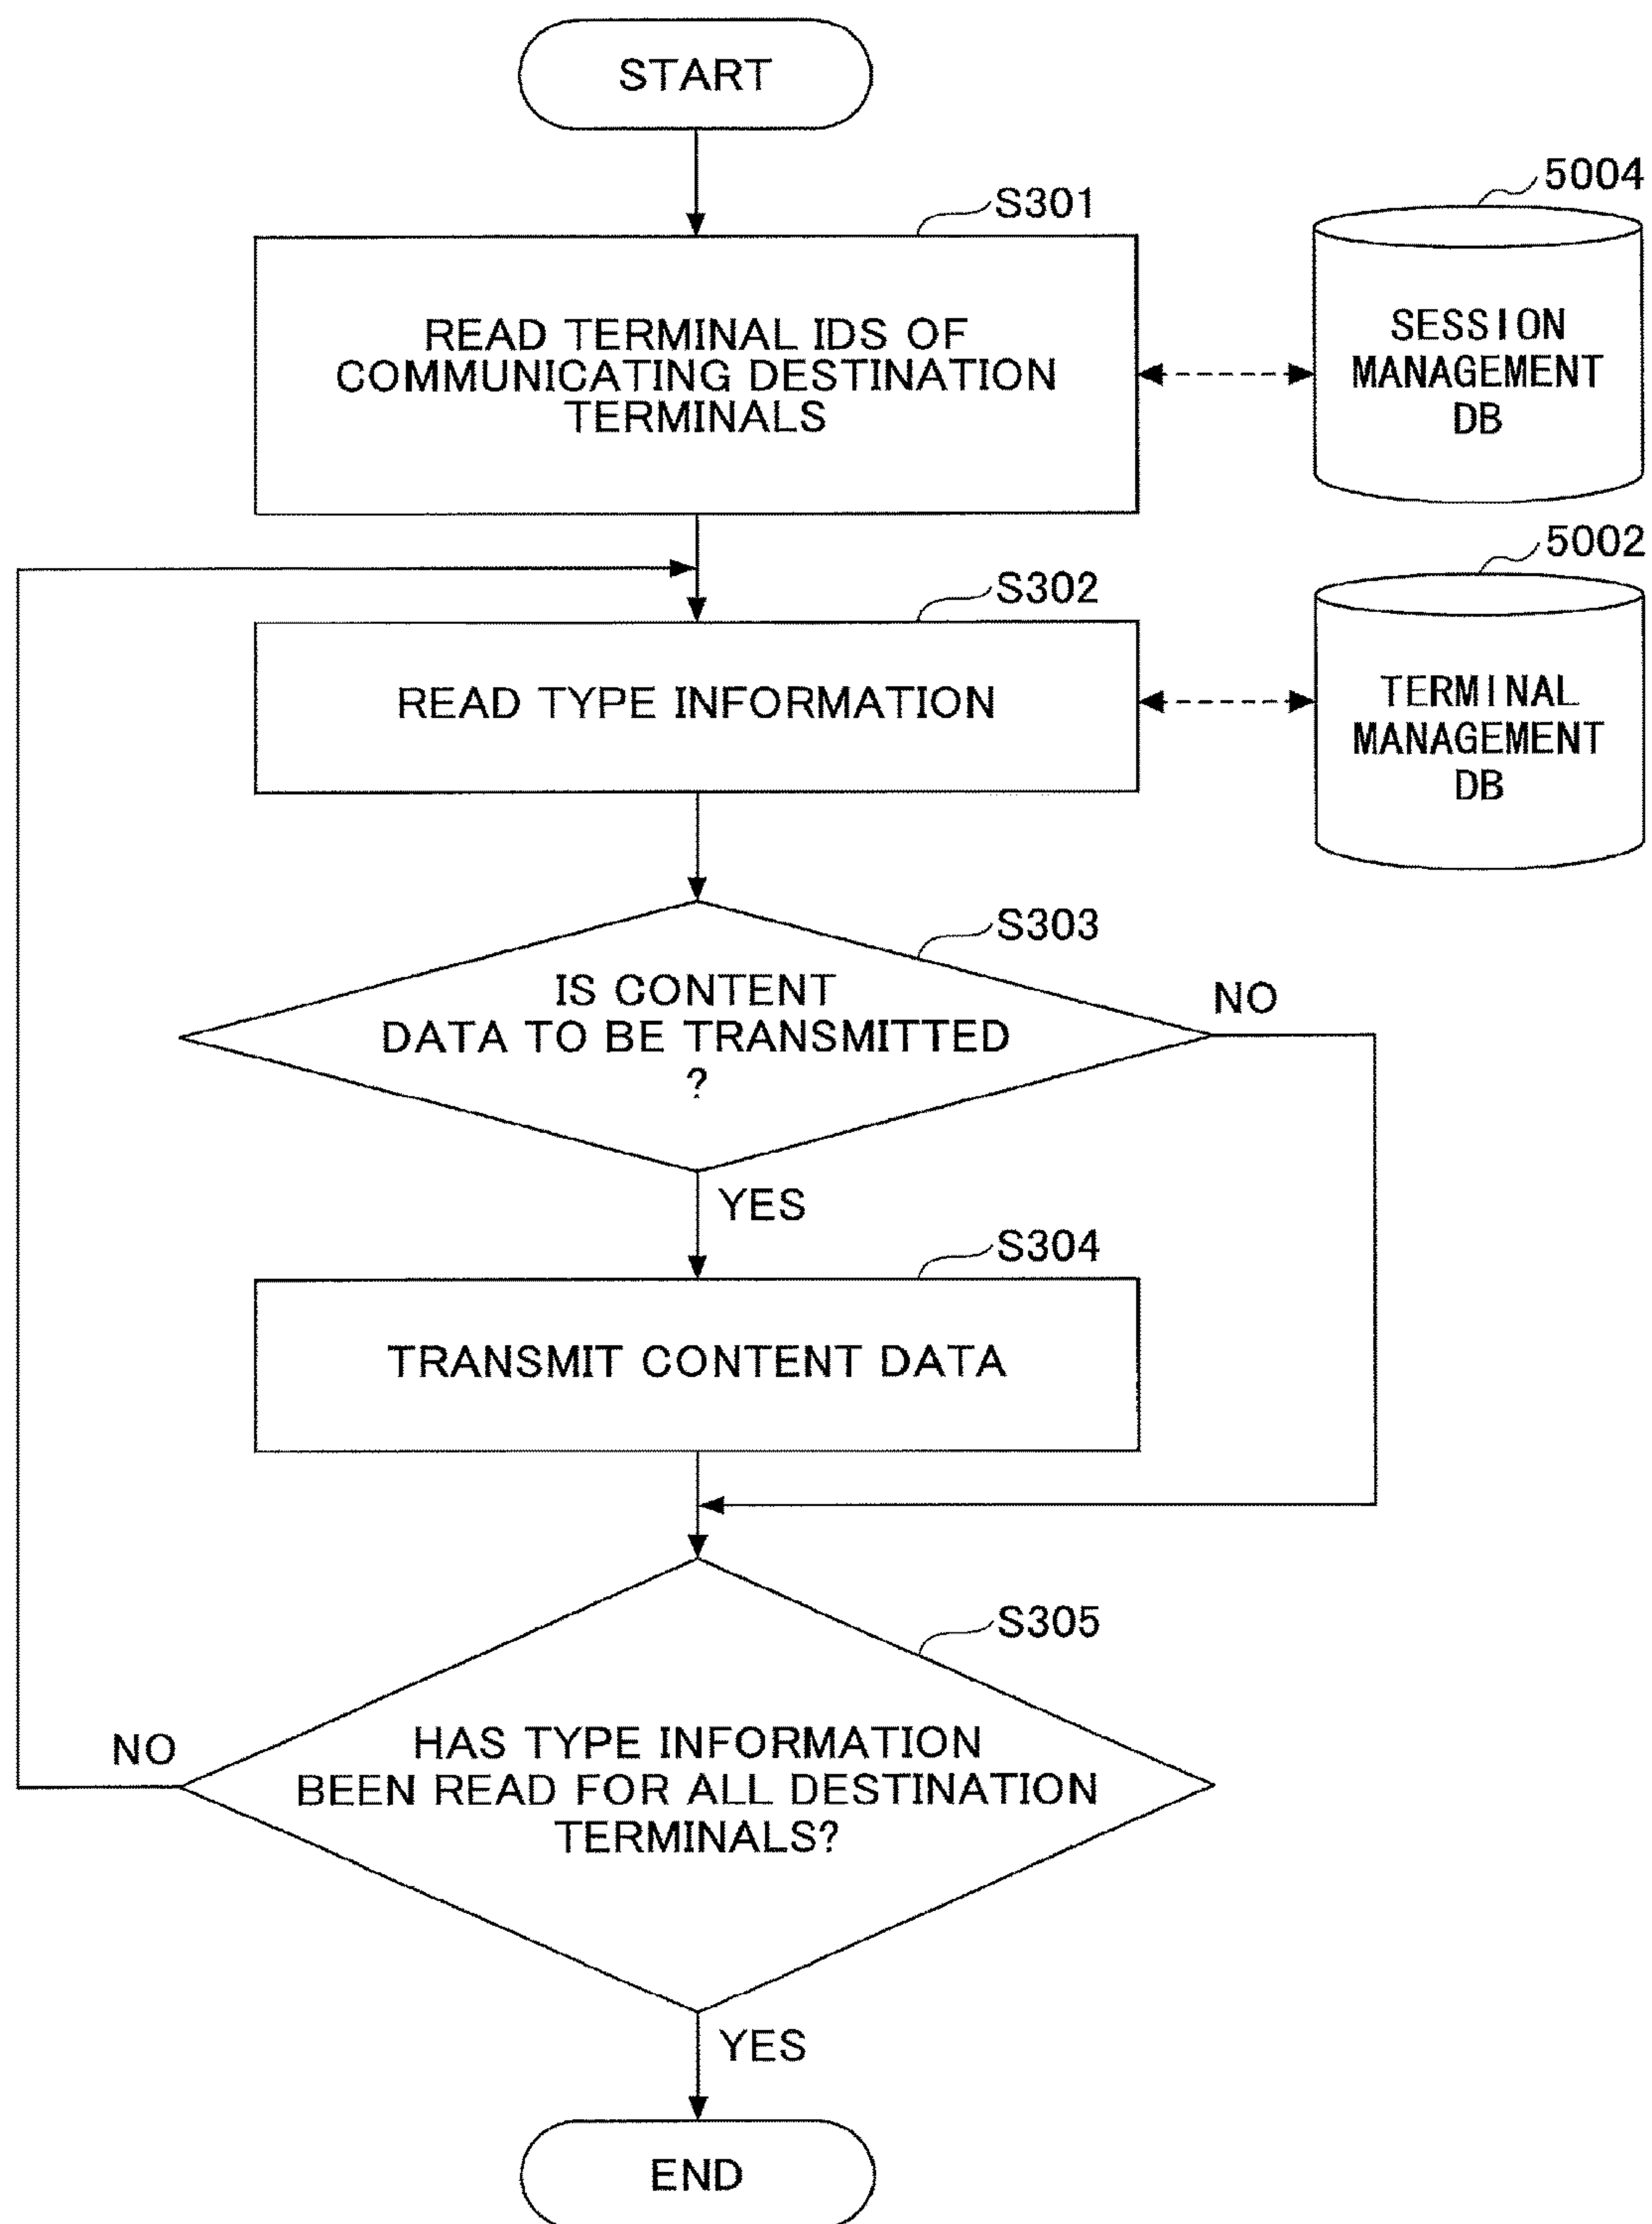 START
S301
READ TERMINAL IDS OF
COMMUNICATING DESTINATION
TERMINALS
5004
SESSION
MANAGEMENT
DB
S302
READ TYPE INFORMATION
5002
TERMINAL
MANAGEMENT
DB
S303
IS CONTENT
DATA TO BE TRANSMITTED
?
NO
YES
S304
TRANSMIT CONTENT DATA
S305
HAS TYPE INFORMATION
BEEN READ FOR ALL DESTINATION
TERMINALS?
NO
YES
END